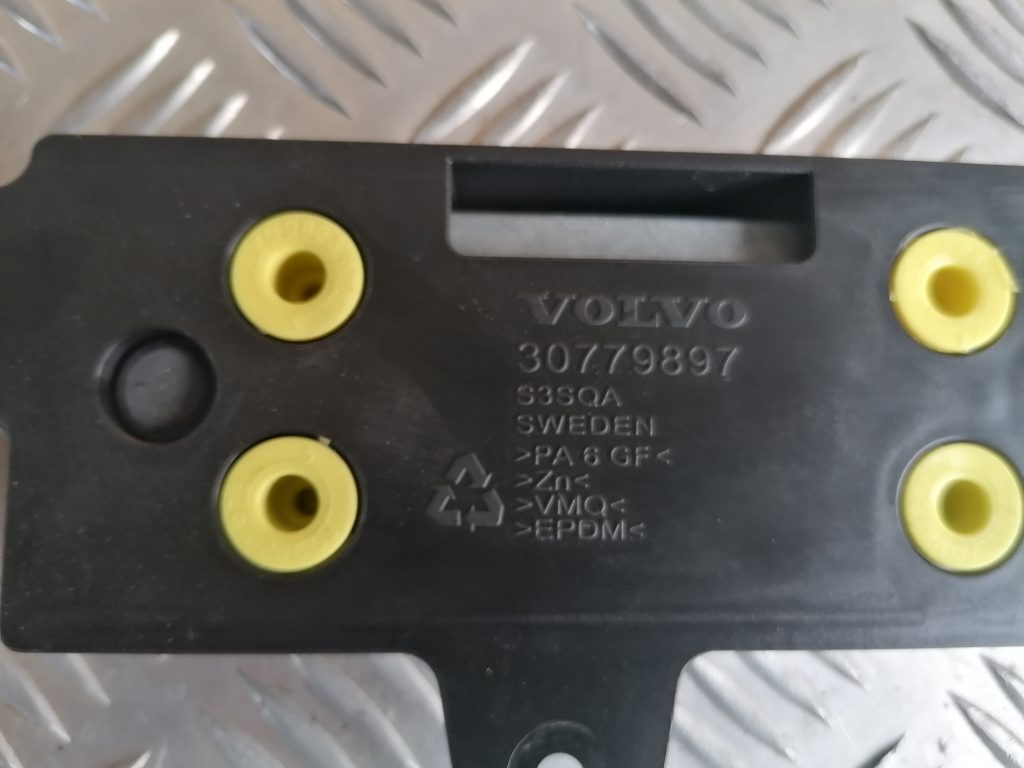 VOLVO
30779897
S3SQA
SWEDEN
>PA 6 GF<
>Zn<
>VMQ<
>EPDM<